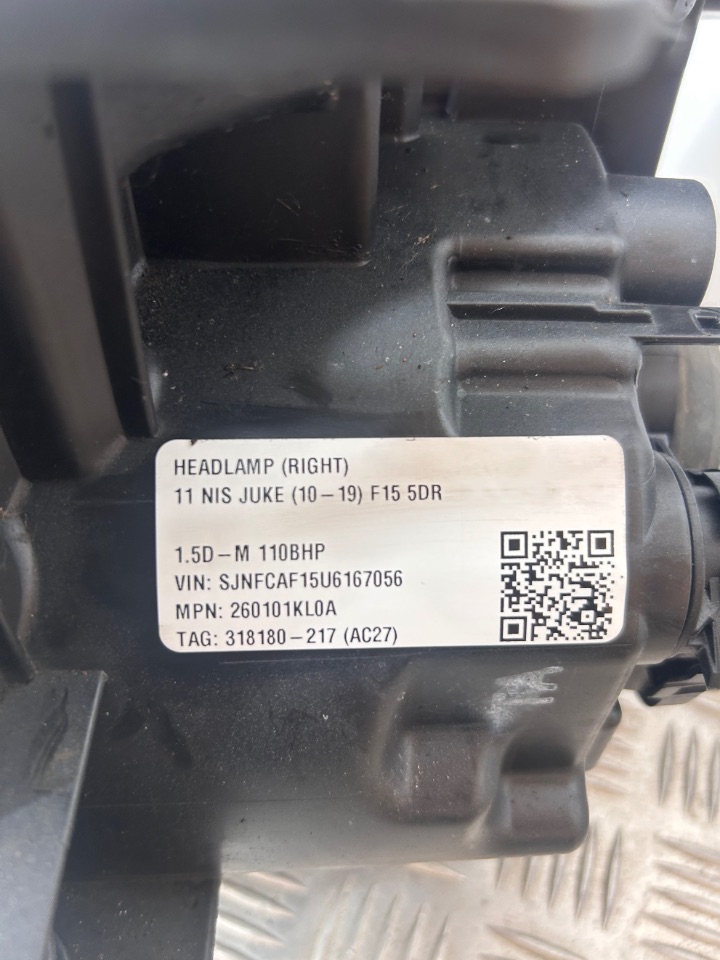 HEADLAMP (RIGHT)
11 NIS JUKE (10-19) F15 5DR
1.5D-M 110BHP
VIN: SJNFCAF15U6167056
MPN: 260101KL0A
TAG: 318180-217 (AC27)